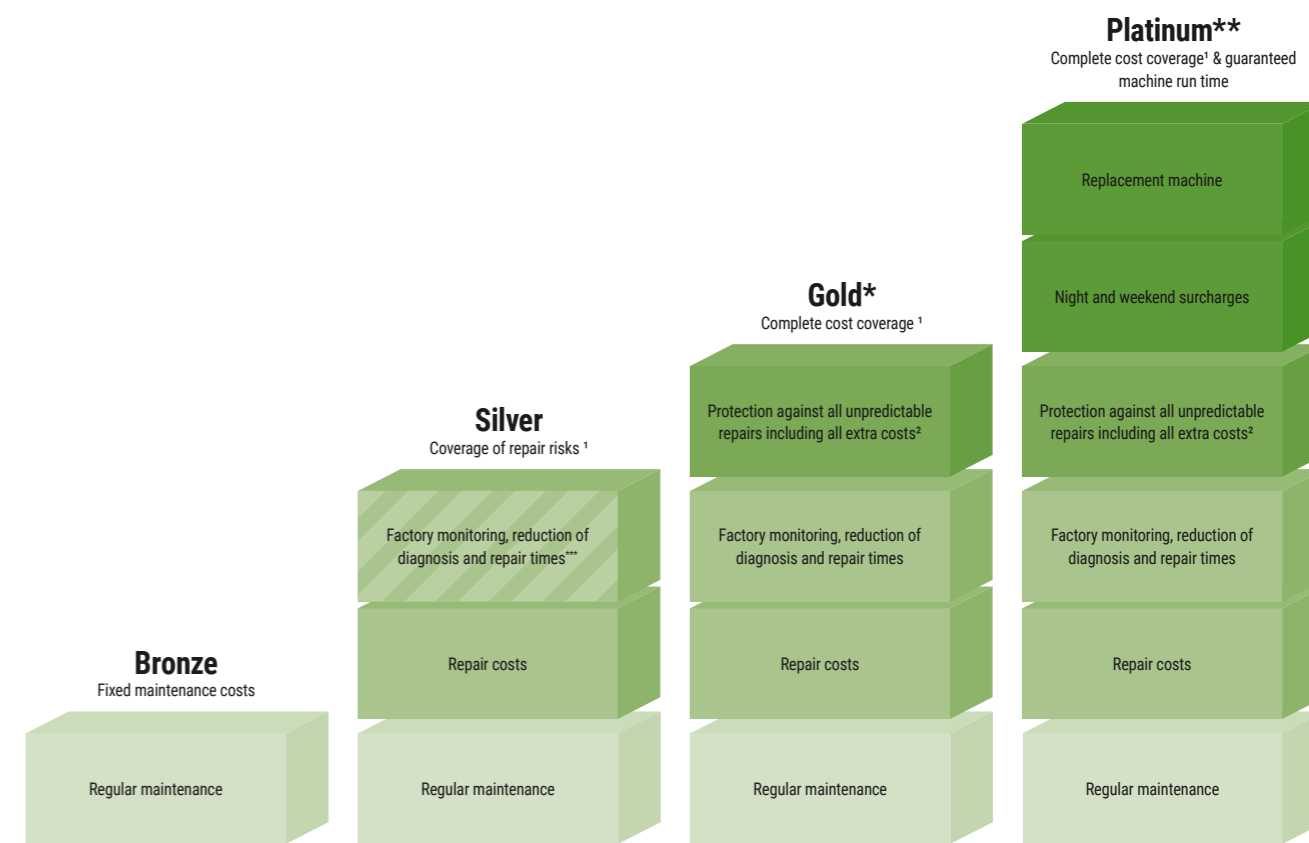 Platinum**
Complete cost coverage¹ & guaranteed
machine run time
Replacement machine
Night and weekend surcharges
Gold*
Complete cost coverage ¹
Protection against all unpredictable
repairs including all extra costs²
Protection against all unpredictable
repairs including all extra costs²
Silver
Coverage of repair risks ¹
Factory monitoring, reduction of
diagnosis and repair times***
Factory monitoring, reduction of
diagnosis and repair times
Factory monitoring, reduction of
diagnosis and repair times
Bronze
Fixed maintenance costs
Repair costs
Repair costs
Repair costs
Regular maintenance
Regular maintenance
Regular maintenance
Regular maintenance